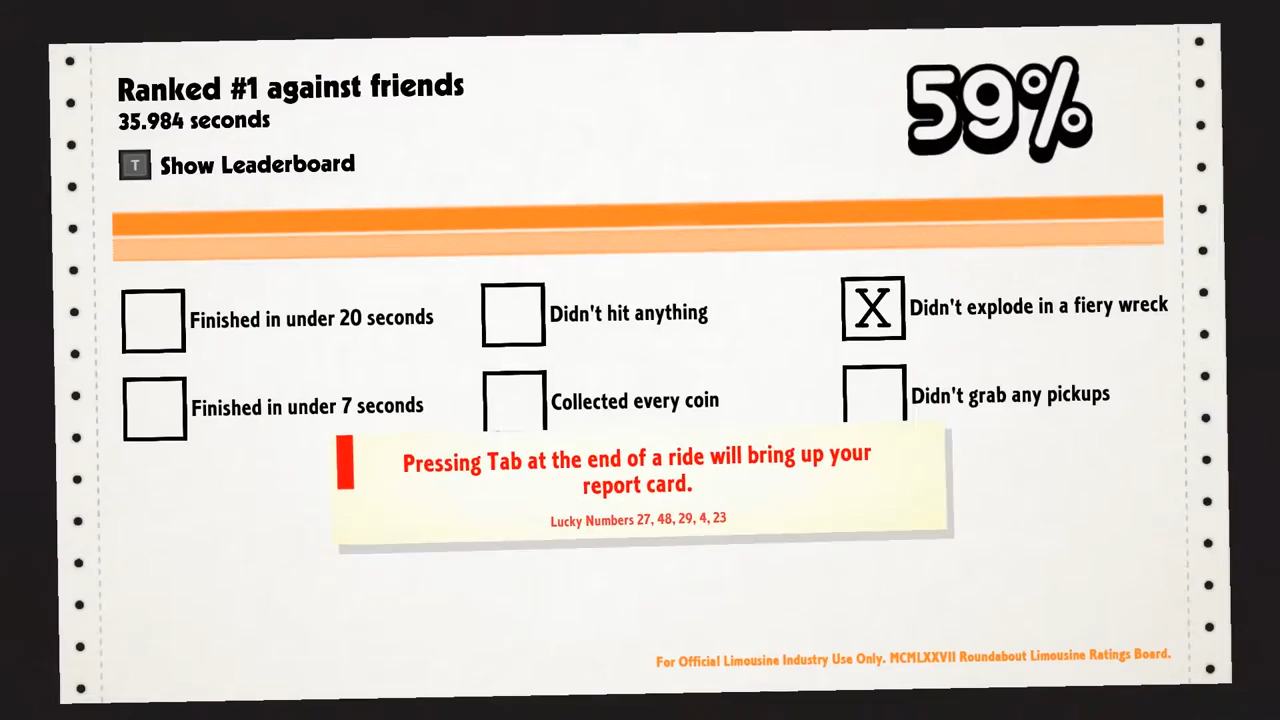 Ranked #1 against friends
59%
35.984 seconds
T Show Leaderboard
Finished in under 20 seconds
Didn't hit anything
X Didn't explode in a fiery wreck
Finished in under 7 seconds
Collected every coin
Didn't grab any pickups
Pressing Tab at the end of a ride will bring up your
report card.
Lucky Numbers 27, 48, 29, 4, 23
For Official Limousine Industry Use Only. MCMLXXVII Roundabout Limousine Ratings Board.